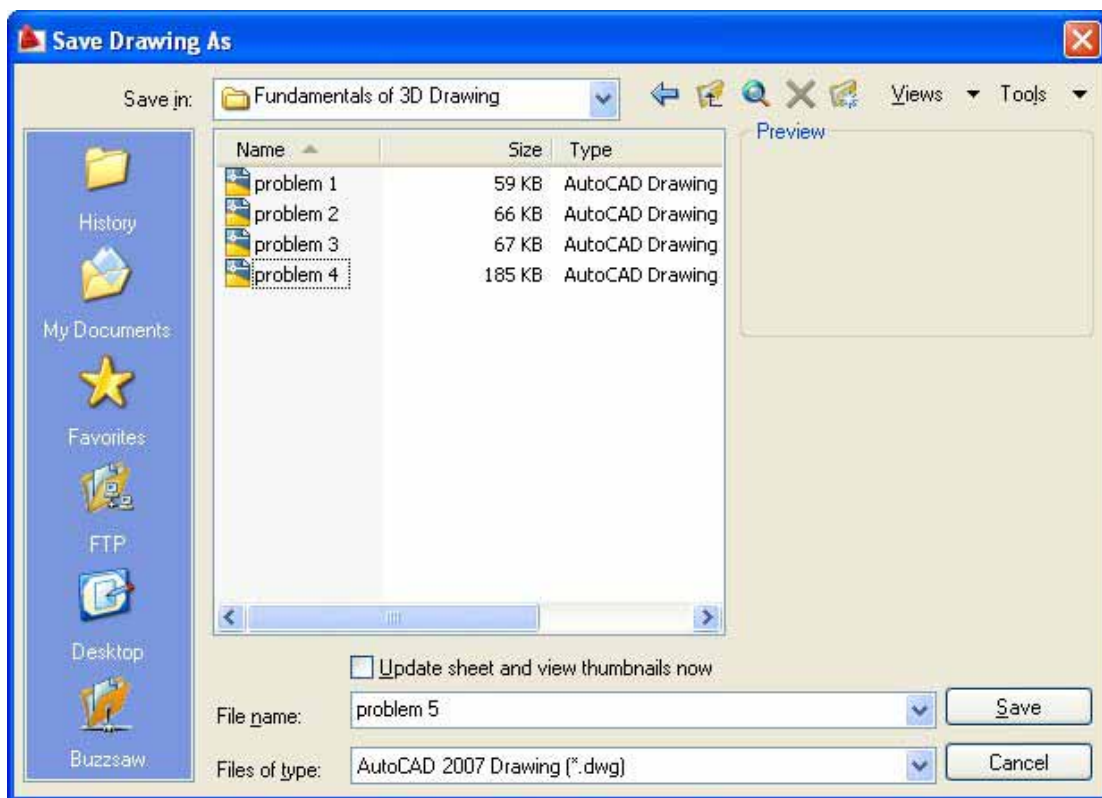 Save Drawing As
Save in: Fundamentals of 3D Drawing Views Tools
Preview
Name Size Type
problem 1 59 KB AutoCAD Drawing
problem 2 66 KB AutoCAD Drawing
problem 3 67 KB AutoCAD Drawing
problem 4 185 KB AutoCAD Drawing
History
My Documents
Favorites
FTP
Desktop
Buzzsaw
Update sheet and view thumbnails now
File name: problem 5 Save
Files of type: AutoCAD 2007 Drawing (*.dwg) Cancel